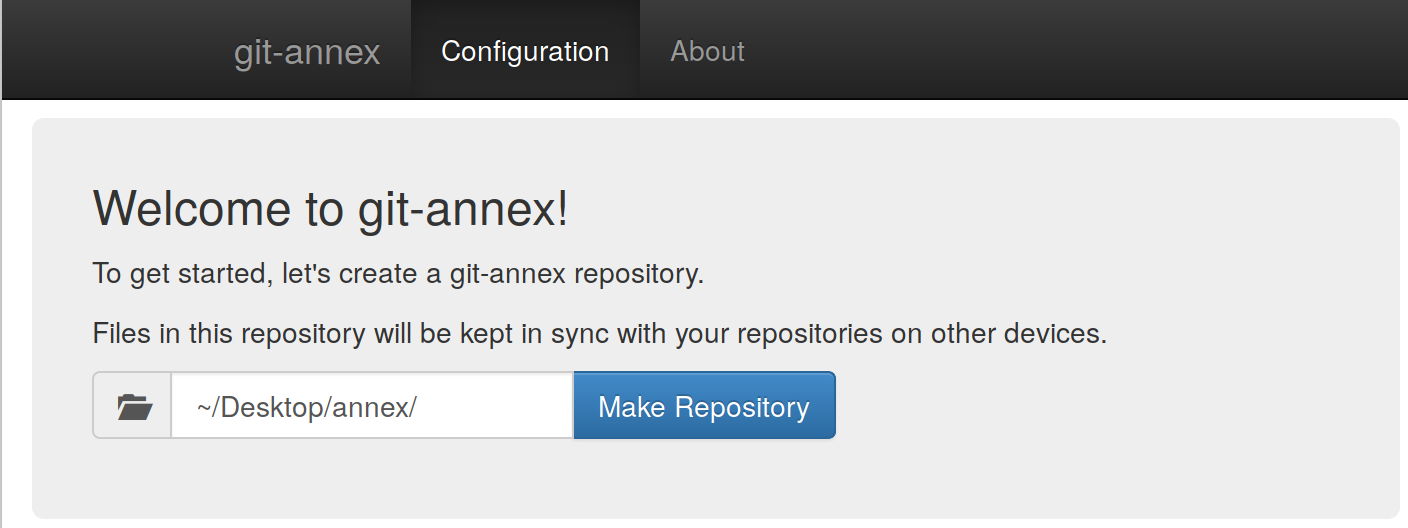 git-annex Configuration About
Welcome to git-annex!
To get started, let's create a git-annex repository.
Files in this repository will be kept in sync with your repositories on other devices.
~/Desktop/annex/ Make Repository